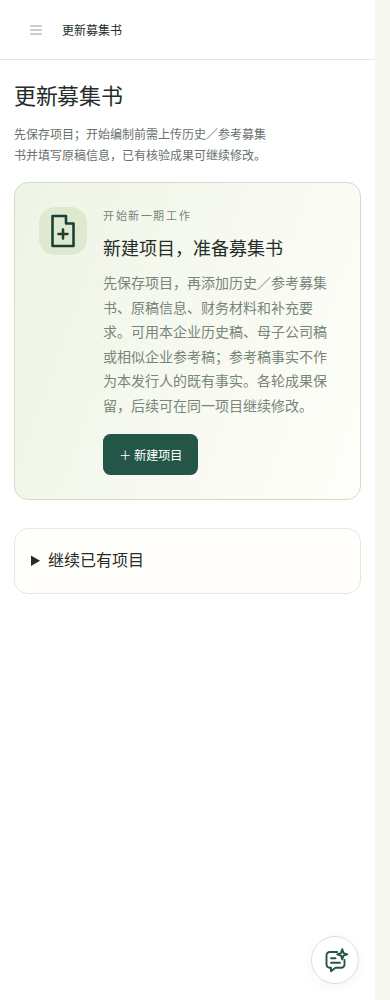 更新募集书
更新募集书
先保存项目；开始编制前需上传历史／参考募集
书并填写原稿信息，已有核验成果可继续修改。
开始新一期工作
新建项目，准备募集书
先保存项目，再添加历史／参考募集
书、原稿信息、财务材料和补充要
求。可用本企业历史稿、母子公司稿
或相似企业参考稿；参考稿事实不作
为本发行人的既有事实。各轮成果保
留，后续可在同一项目继续修改。
＋ 新建项目
▶ 继续已有项目